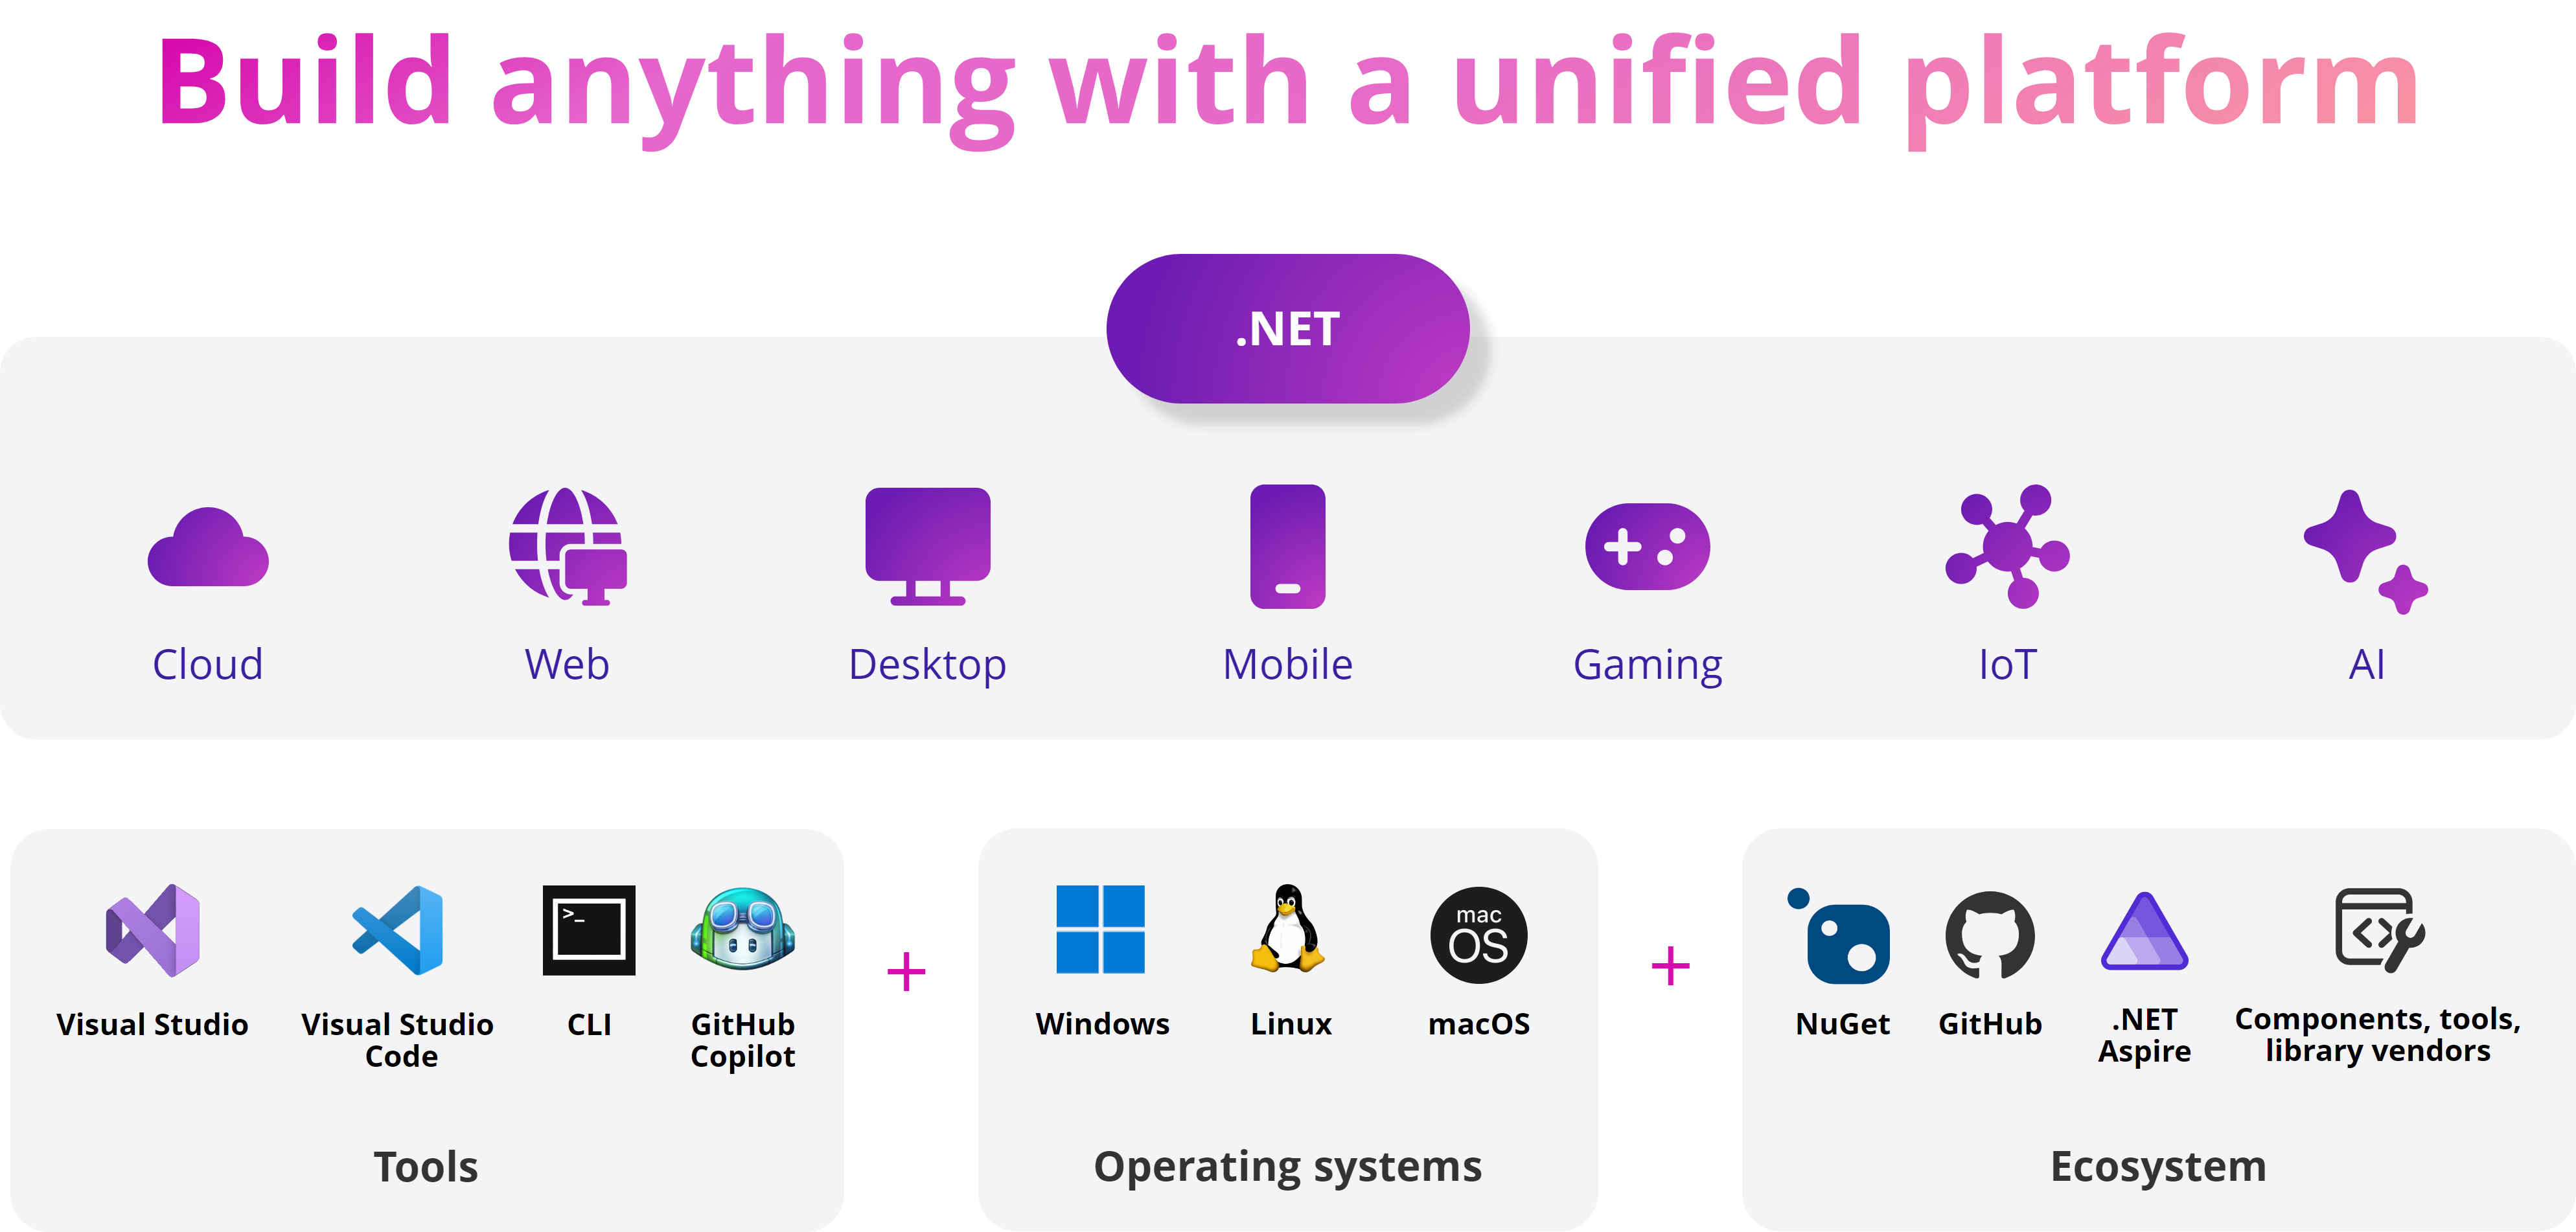 Build anything with a unified platform
.NET
Cloud
Web
Desktop
Mobile
Gaming
IoT
AI
>_
Visual Studio
Visual Studio
Code
CLI
GitHub
Copilot
Tools
+
mac
OS
Windows
Linux
macOS
Operating systems
+
NuGet
GitHub
.NET
Aspire
Components, tools,
library vendors
Ecosystem